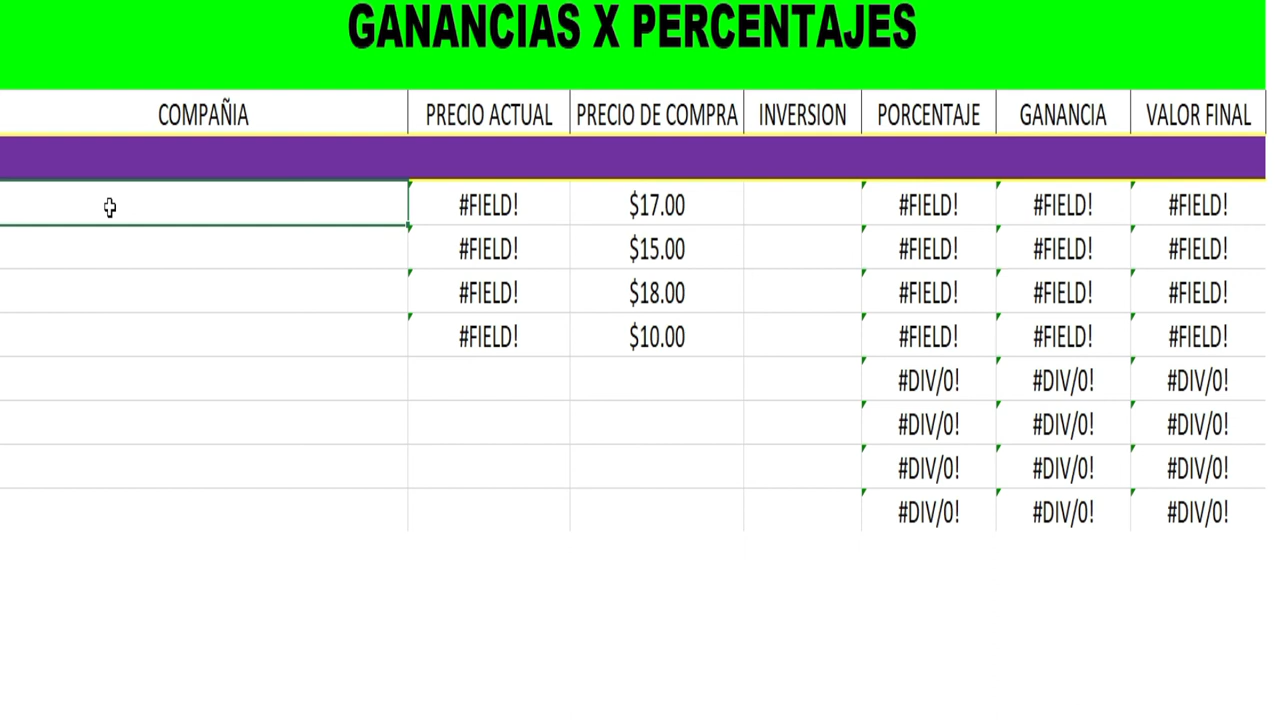 GANANCIAS X PERCENTAJES
COMPAÑIA PRECIO ACTUAL PRECIO DE COMPRA INVERSION PORCENTAJE GANANCIA VALOR FINAL
#FIELD! $17.00 #FIELD! #FIELD! #FIELD!
#FIELD! $15.00 #FIELD! #FIELD! #FIELD!
#FIELD! $18.00 #FIELD! #FIELD! #FIELD!
#FIELD! $10.00 #FIELD! #FIELD! #FIELD!
#DIV/0! #DIV/0! #DIV/0!
#DIV/0! #DIV/0! #DIV/0!
#DIV/0! #DIV/0! #DIV/0!
#DIV/0! #DIV/0! #DIV/0!